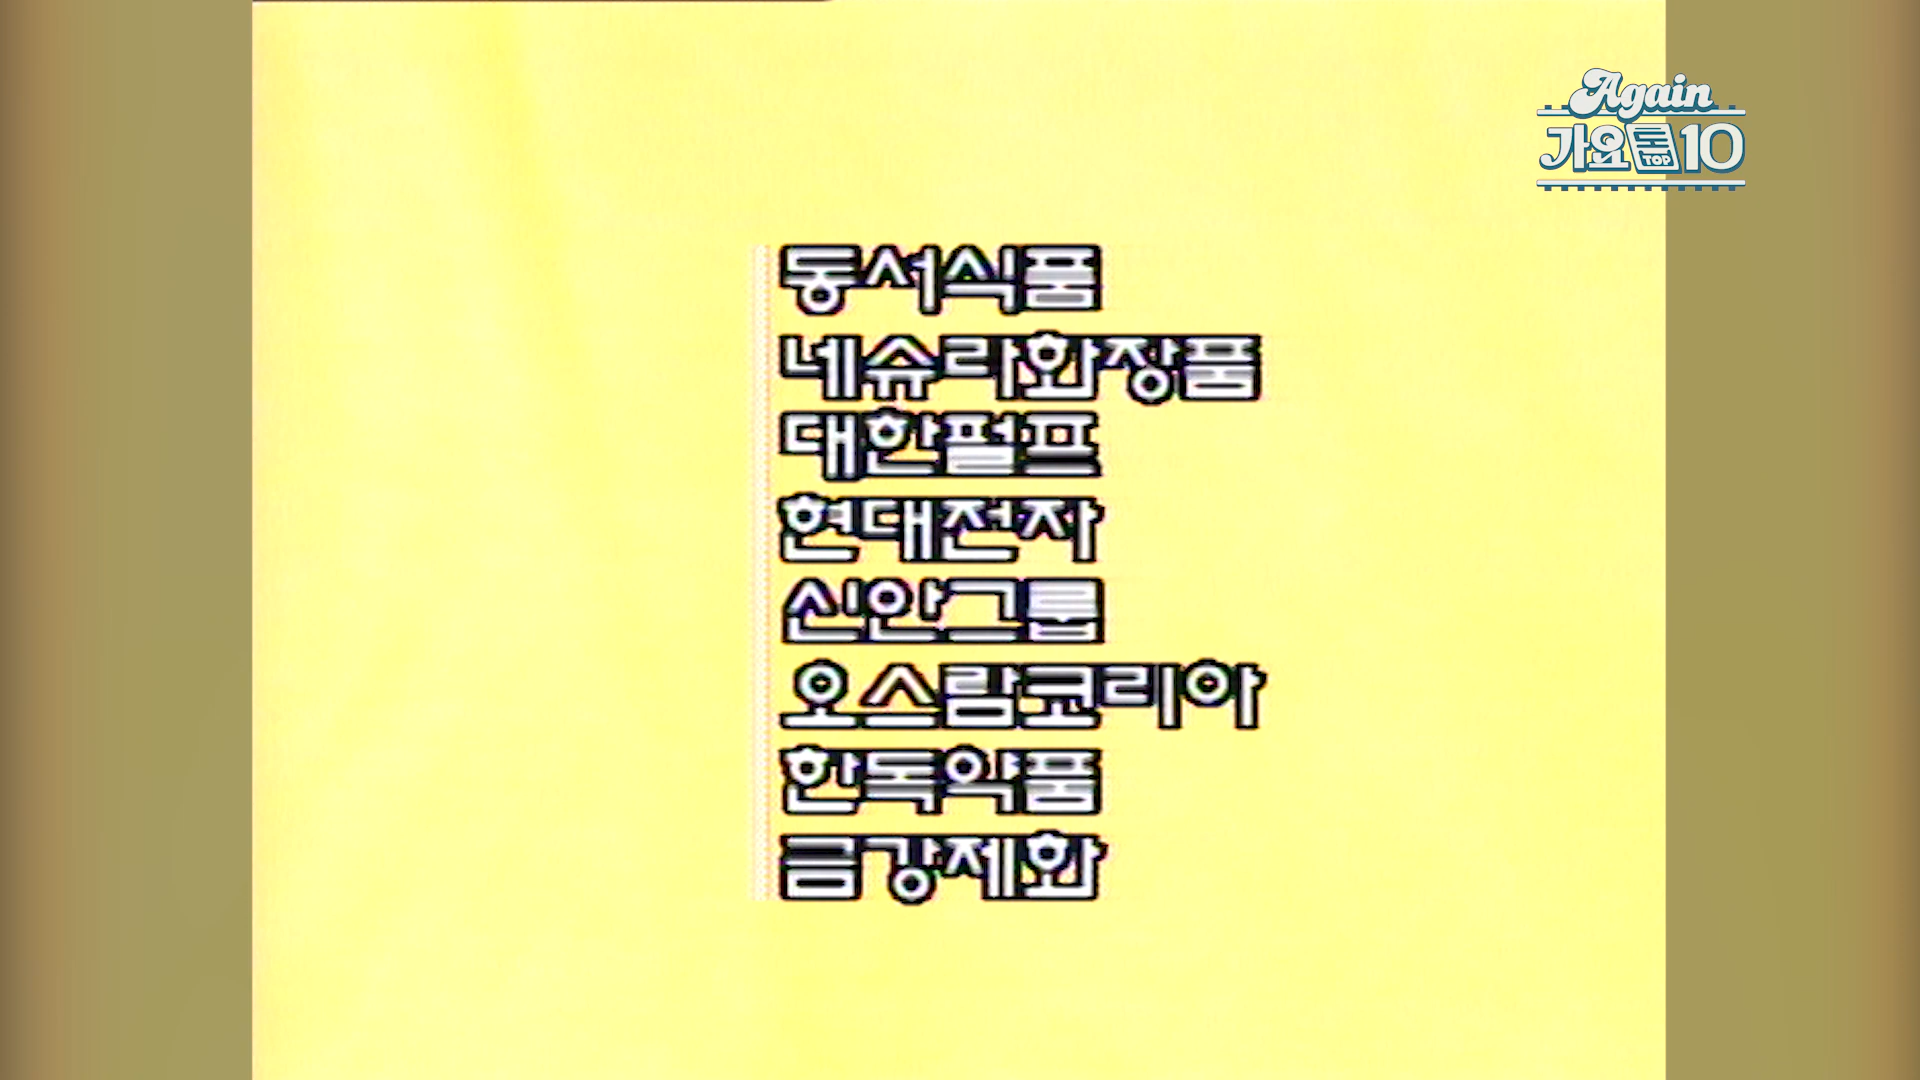 Again
가요톱10
TOP
동서식품
네슈라화장품
대한펄프
현대전자
신안그룹
오스람코리아
한독약품
금강제화